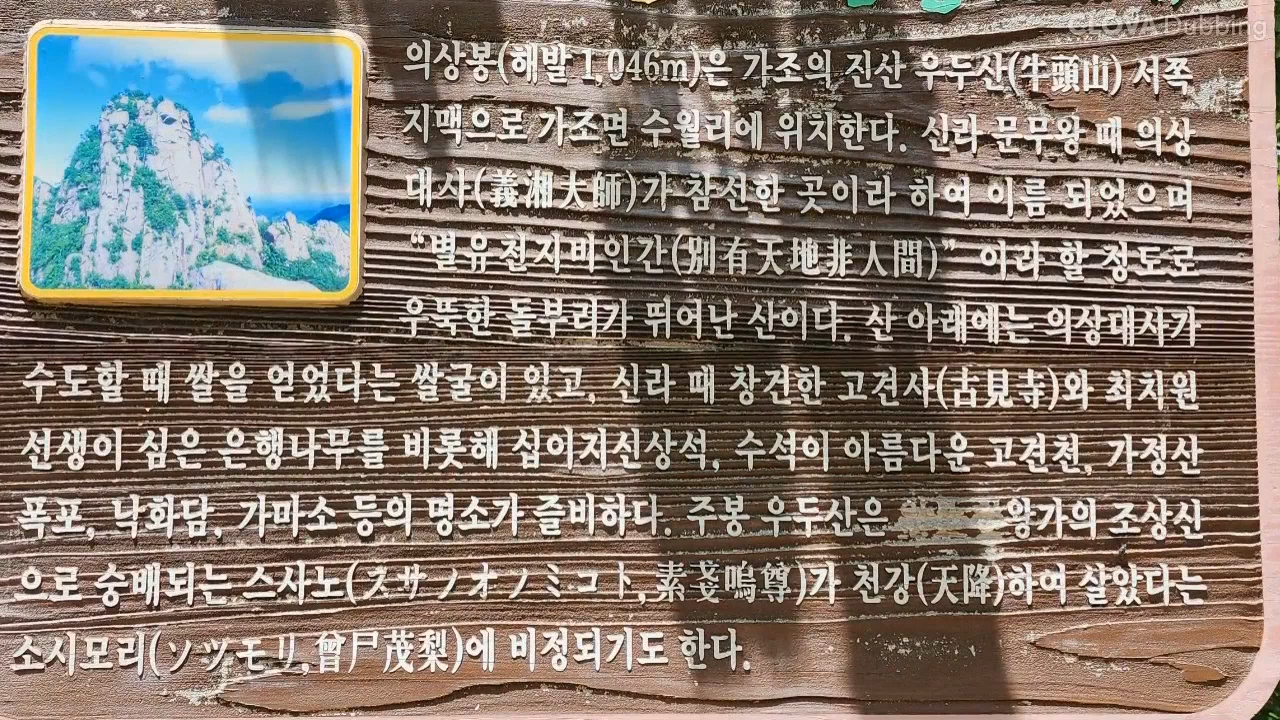 CLOVA Dubbing
의상봉(해발 1,046m)은 가조의 진산 우두산(牛頭山) 서쪽
지맥으로 가조면 수월리에 위치한다. 신라 문무왕 때 의상
대사(義湘大師)가 참선한 곳이라 하여 이름 되었으며
“별유천지비인간(別有天地非人間)” 이라 할 정도로
우뚝한 돌부리가 뛰어난 산이다. 산 아래에는 의상대사가
수도할 때 쌀을 얻었다는 쌀굴이 있고, 신라 때 창건한 고견사(古見寺)와 최치원
선생이 심은 은행나무를 비롯해 십이지신상석, 수석이 아름다운 고견천, 가정산
폭포, 낙화담, 가마소 등의 명소가 즐비하다. 주봉 우두산은 왕가의 조상신
으로 숭배되는 스사노(スサノオノミコト,素戔嗚尊)가 천강(天降)하여 살았다는
소시모리(ソツモリ,曾尸茂梨)에 비정되기도 한다.